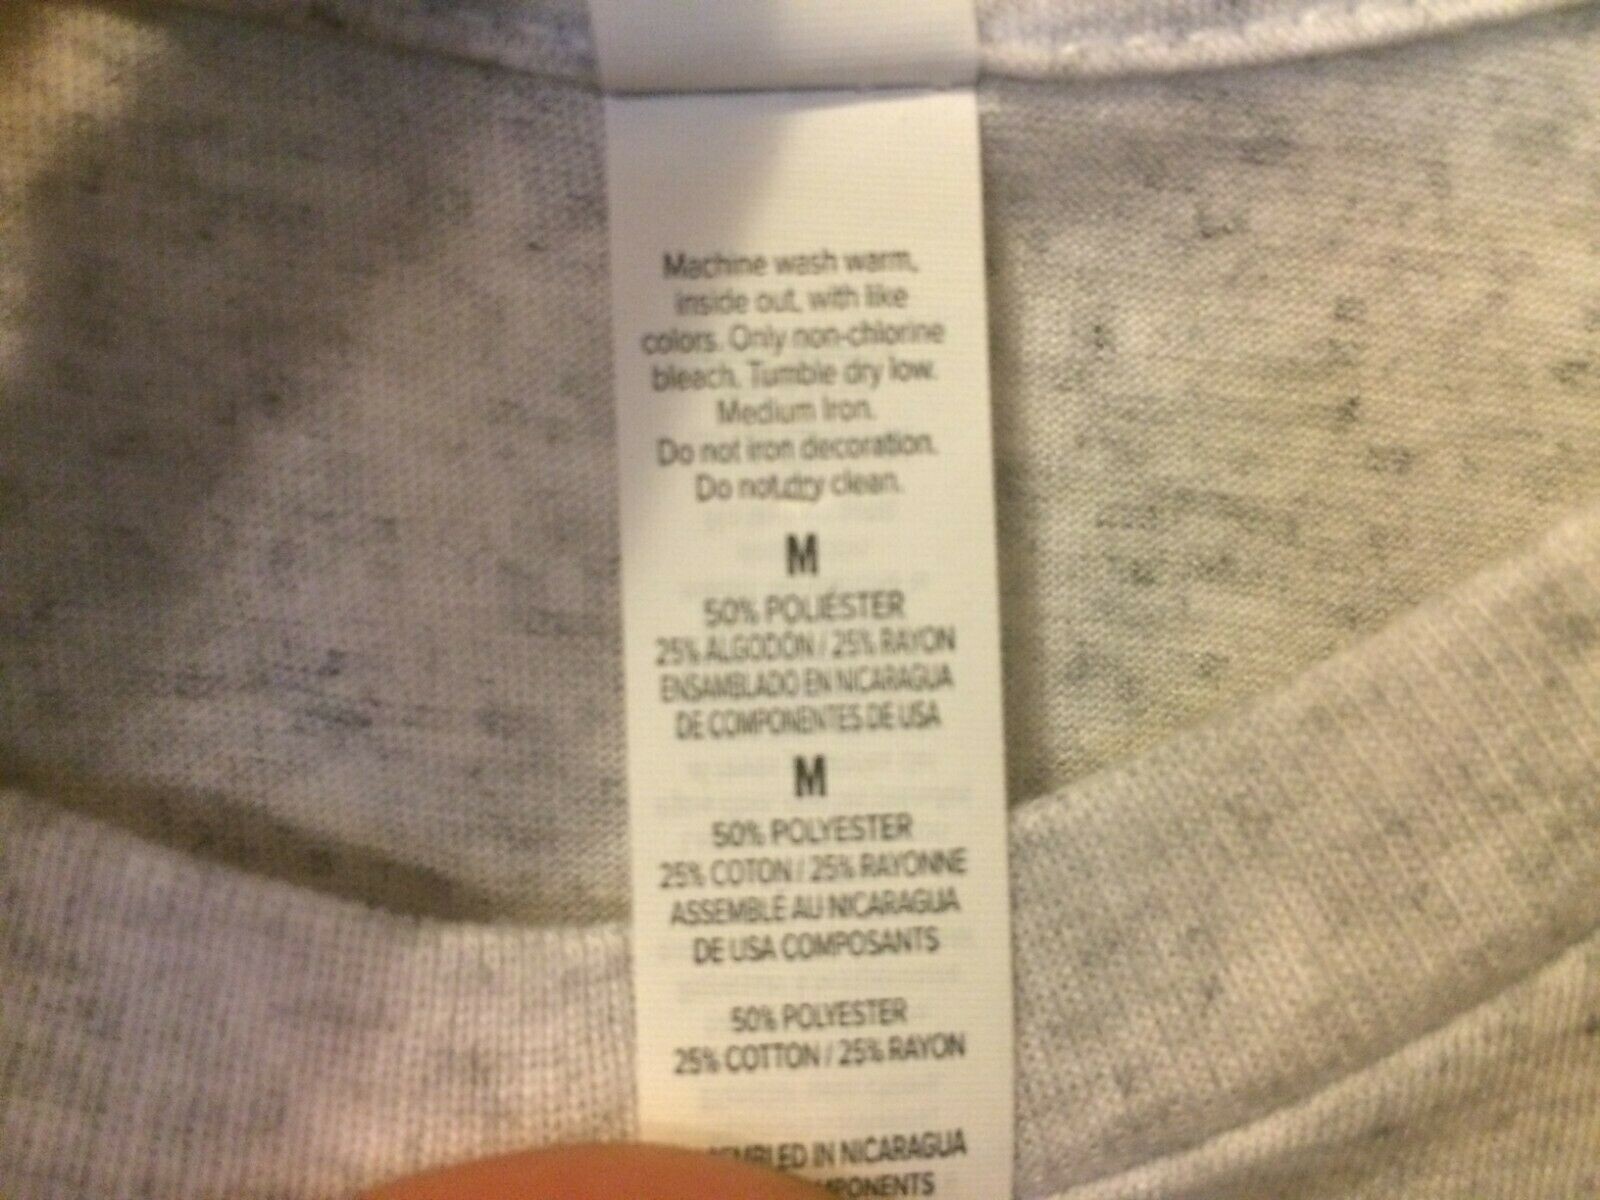 Machine wash warm,
inside out, with like
colors. Only non-chlorine
bleach. Tumble dry low.
Medium Iron.
Do not iron decoration.
Do not dry clean.
M
50% POLIÉSTER
25% ALGODÓN / 25% RAYON
ENSAMBLADO EN NICARAGUA
DE COMPONENTES DE USA
M
50% POLYESTER
25% COTON / 25% RAYONNE
ASSEMBLÉ AU NICARAGUA
DE USA COMPOSANTS
50% POLYESTER
25% COTTON / 25% RAYON
IN NICARAGUA